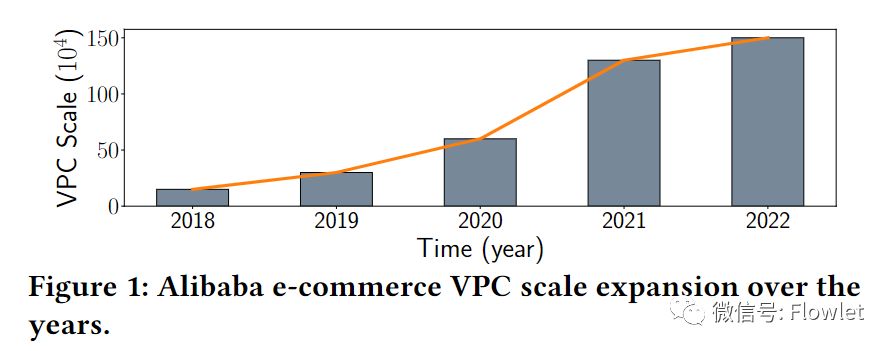 150
100
50
0
VPC Scale (10⁴)
2018 2019 2020 2021 2022
Time (year)
Figure 1: Alibaba e-commerce VPC scale expansion over the
years.
微信号: Flowlet